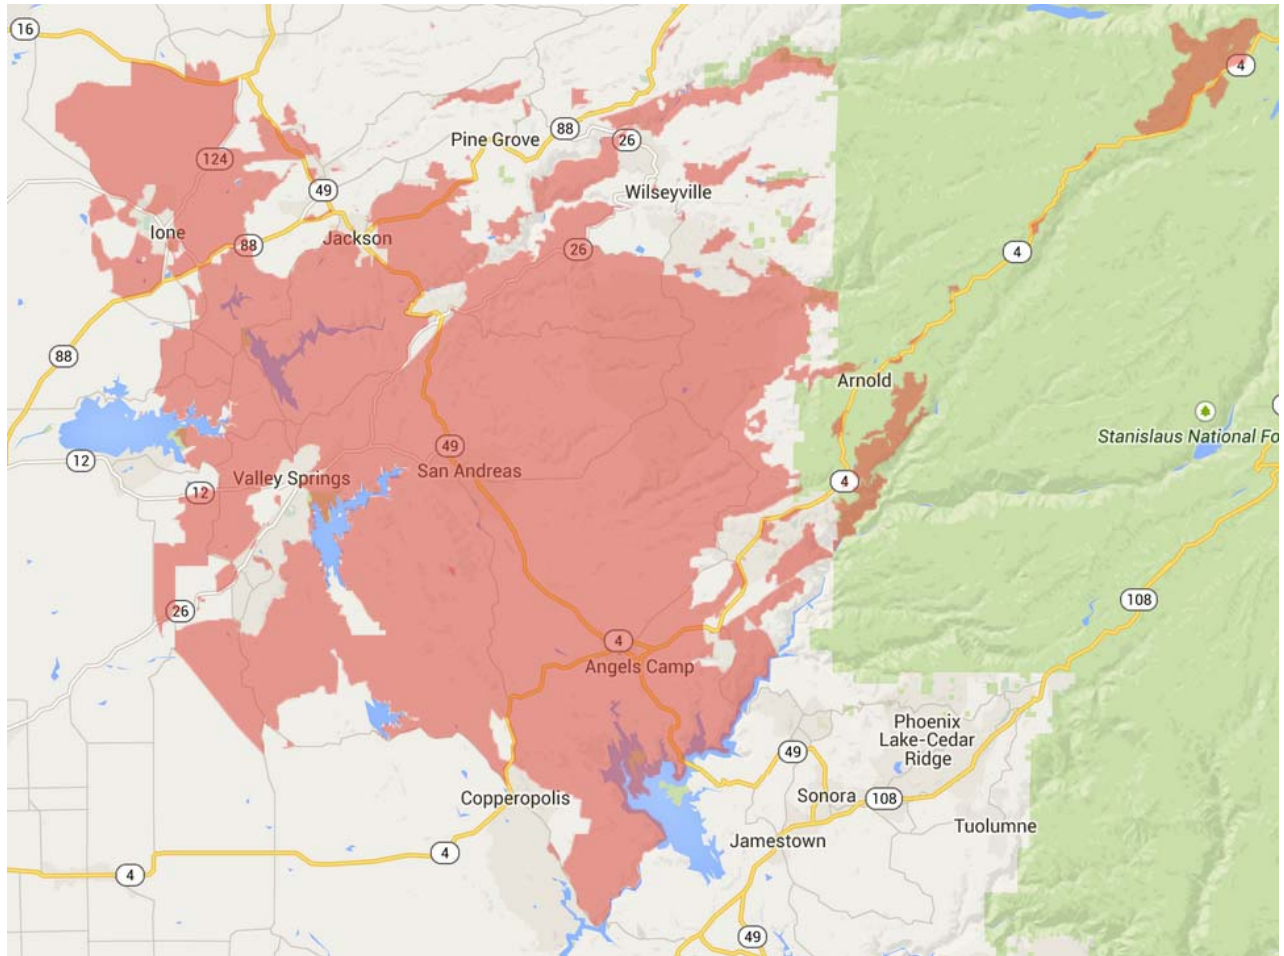 16
4
88
Pine Grove
26
124
Wilseyville
49
Ione
Jackson
88
26
4
88
Arnold
Stanislaus National Fo
49
12
San Andreas
Valley Springs
4
12
108
26
4
Angels Camp
Phoenix
Lake-Cedar
Ridge
49
Copperopolis
Sonora
108
Tuolumne
Jamestown
4
4
49